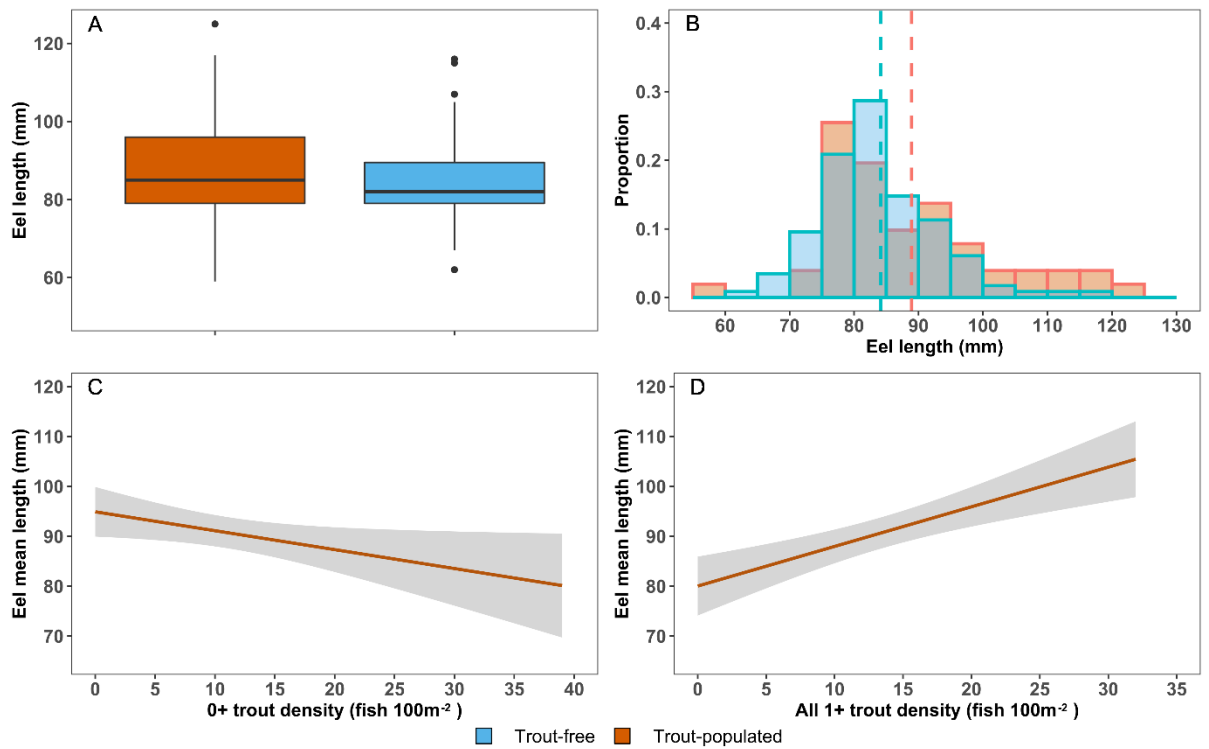 A
Eel length (mm)
120
100
80
60
B
Proportion
0.4
0.3
0.2
0.1
0.0
60 70 80 90 100 110 120 130
Eel length (mm)
C
Eel mean length (mm)
120
110
100
90
80
70
0 5 10 15 20 25 30 35 40
0+ trout density (fish 100m⁻² )
D
Eel mean length (mm)
120
110
100
90
80
70
0 5 10 15 20 25 30 35
All 1+ trout density (fish 100m⁻² )
Trout-free Trout-populated